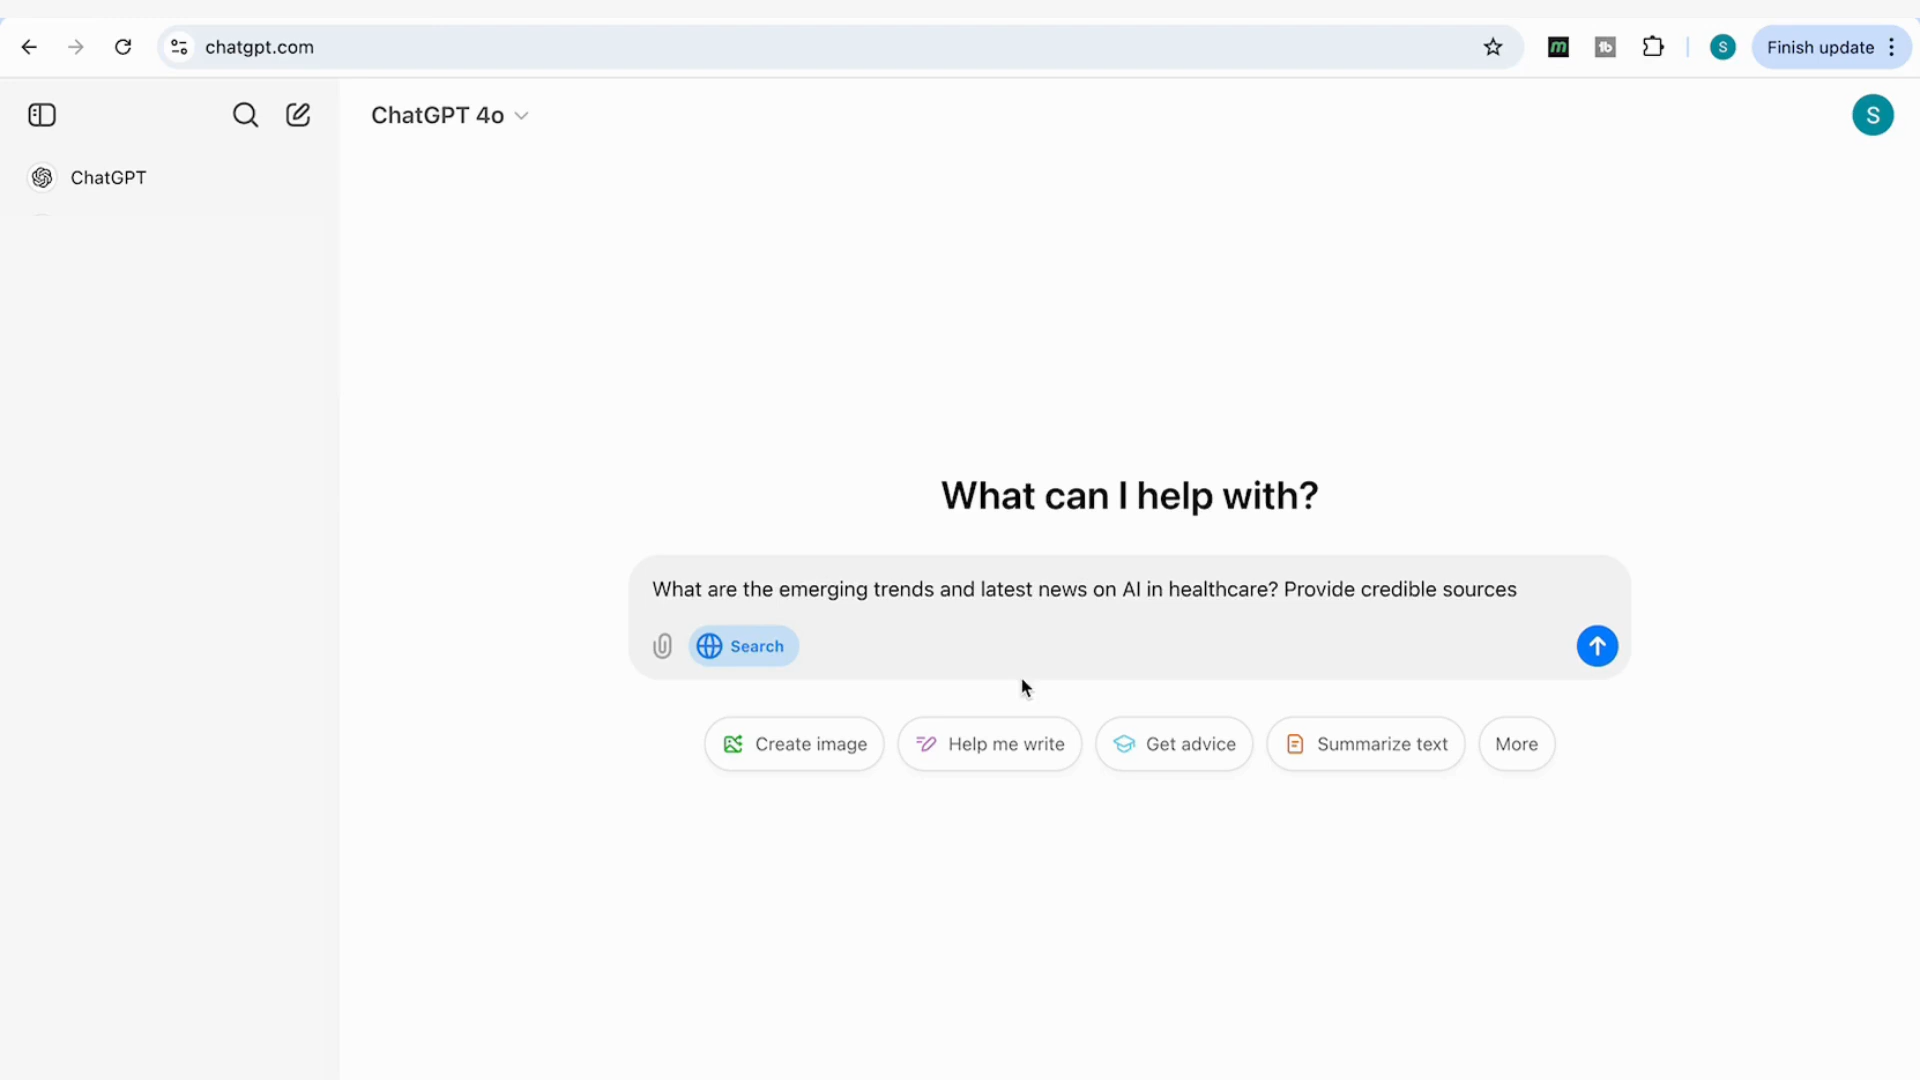 chatgpt.com
m
tb
S
Finish update
ChatGPT 4o
S
ChatGPT
What can I help with?
What are the emerging trends and latest news on AI in healthcare? Provide credible sources
Search
Create image
Help me write
Get advice
Summarize text
More